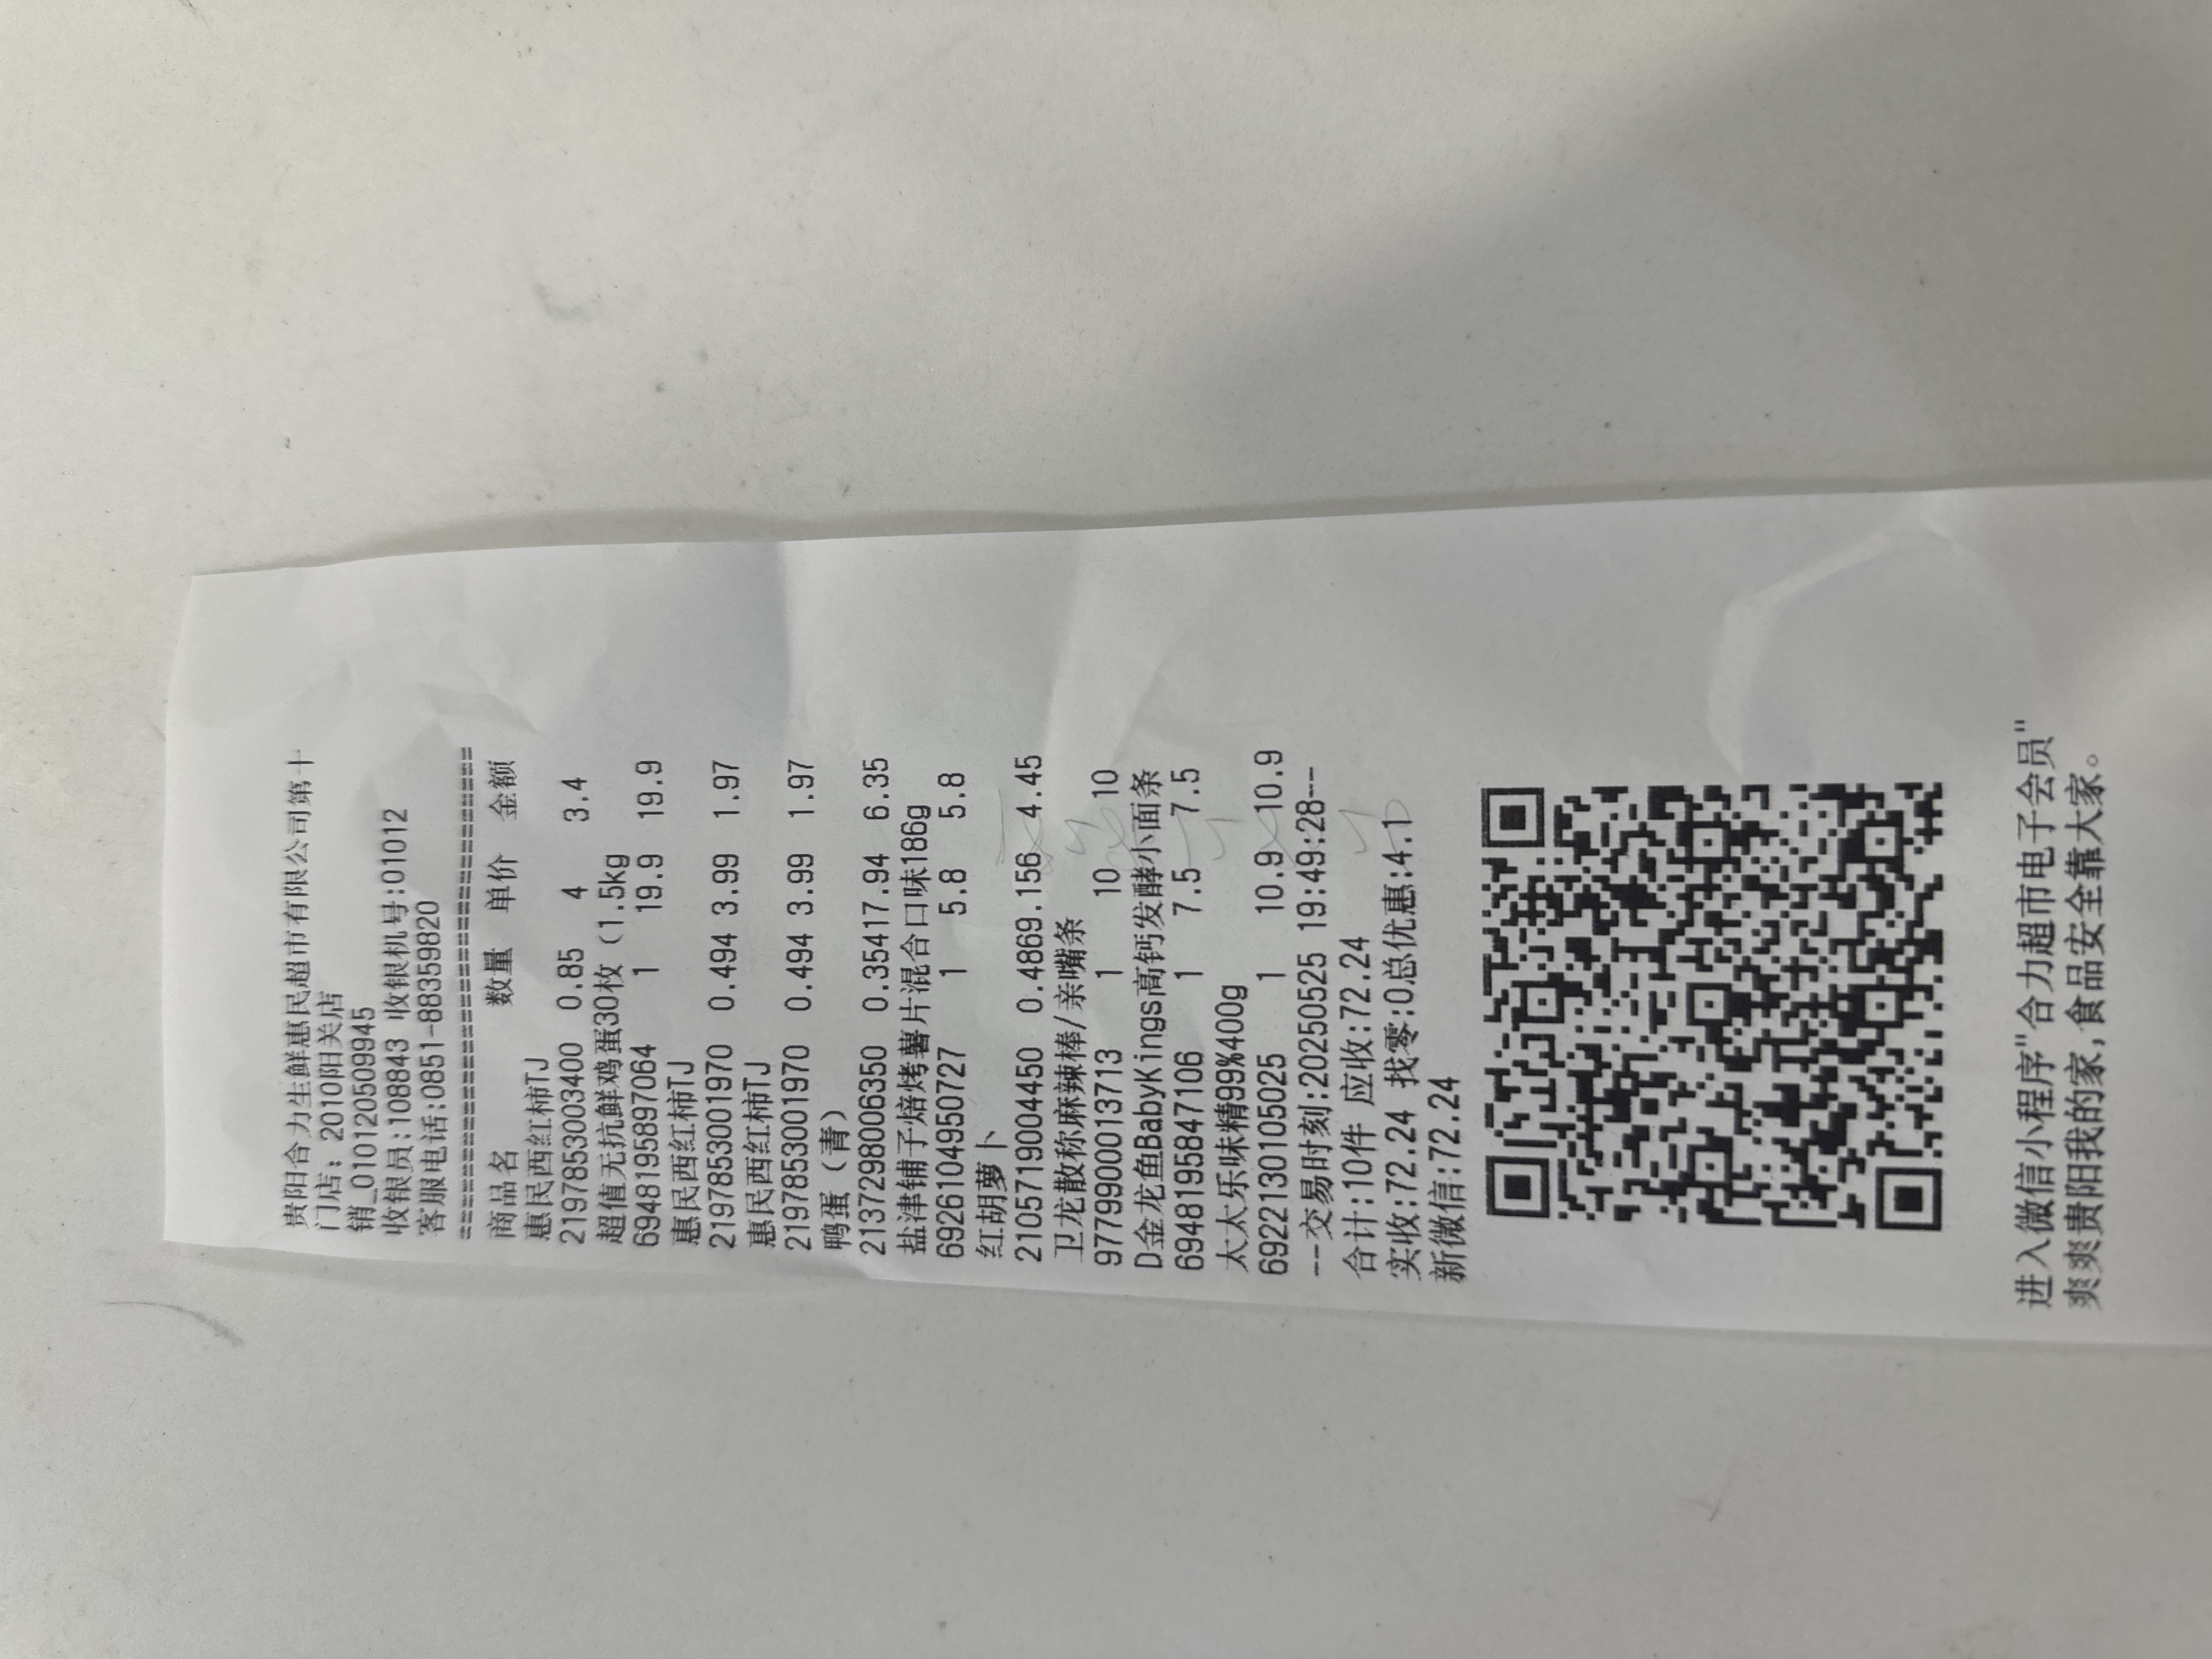 贵阳合力生鲜惠民超市有限公司第十
门店: 2010阳关店
销_0101205209945
收银员:108843 收银机号:01012
客服电话:0851-88359820
================================
商品名 数量 单价 金额
惠民西红柿TJ
2197853003400 0.85 4 3.4
超值无抗鲜鸡蛋30枚(1.5kg
6948195897064 1 19.9 19.9
惠民西红柿TJ
2197853001970 0.494 3.99 1.97
惠民西红柿TJ
2197853001970 0.494 3.99 1.97
鸭蛋（青）
2137298006350 0.35417.94 6.35
盐津铺子焙烤薯片混合口味186g
6926104950727 1 5.8 5.8
红胡萝卜
2105719004450 0.4869.156 4.45
卫龙散称麻辣棒/亲嘴条
9779900013713 1 10 10
D金龙鱼BabyKings高钙发酵小面条
6948195847106 1 7.5 7.5
太太乐味精99%400g
6922130105025 1 10.9 10.9
--交易时刻:20250525 19:49:28---
合计:10件 应收:72.24
实收:72.24 找零:0总优惠:4.1
新微信:72.24
进入微信小程序"合力超市电子会员"
爽爽贵阳我的家,食品安全靠大家。